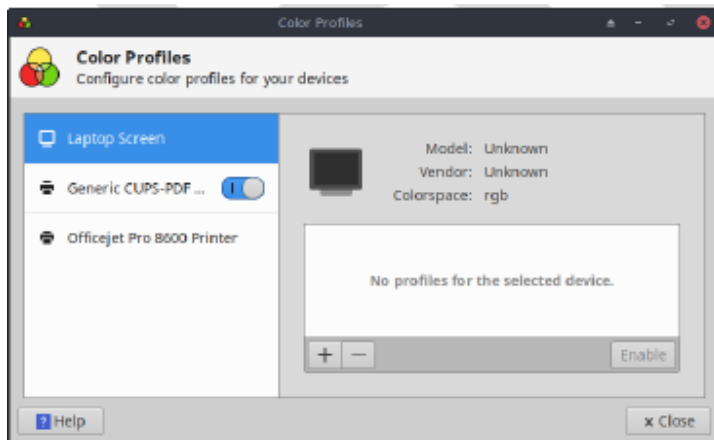 Color Profiles
Color Profiles
Configure color profiles for your devices
Laptop Screen
Generic CUPS-PDF ...
Officejet Pro 8600 Printer
Model: Unknown
Vendor: Unknown
Colorspace: rgb
No profiles for the selected device.
+ −
Enable
? Help
x Close